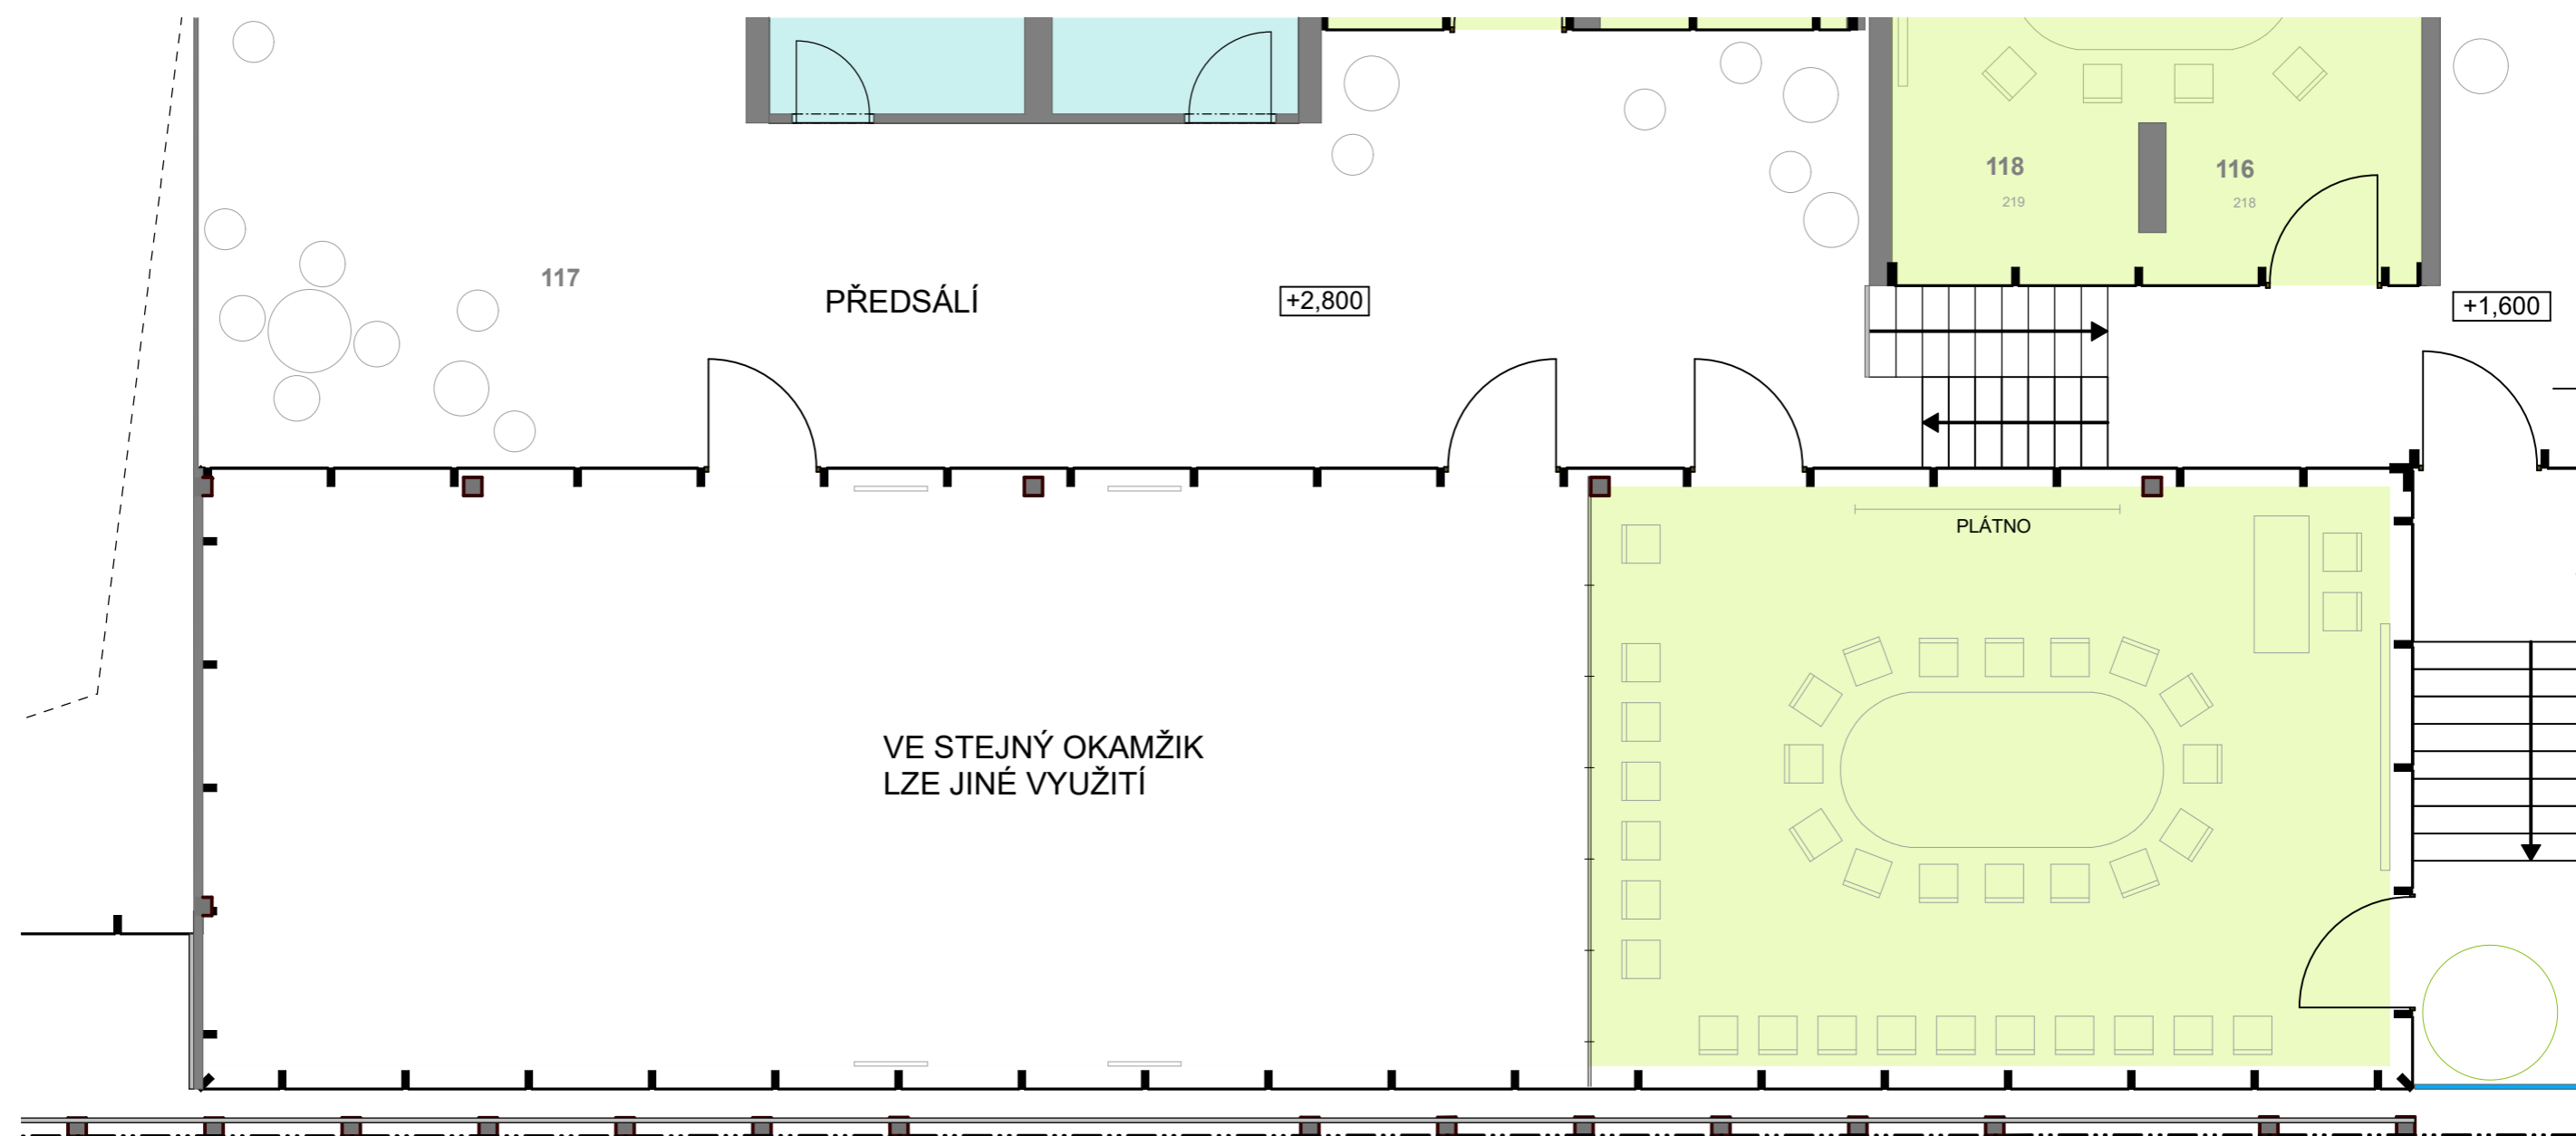 118
116
219
218
117
PŘEDSÁLÍ
+2,800
+1,600
PLÁTNO
VE STEJNÝ OKAMŽIK
LZE JINÉ VYUŽITÍ